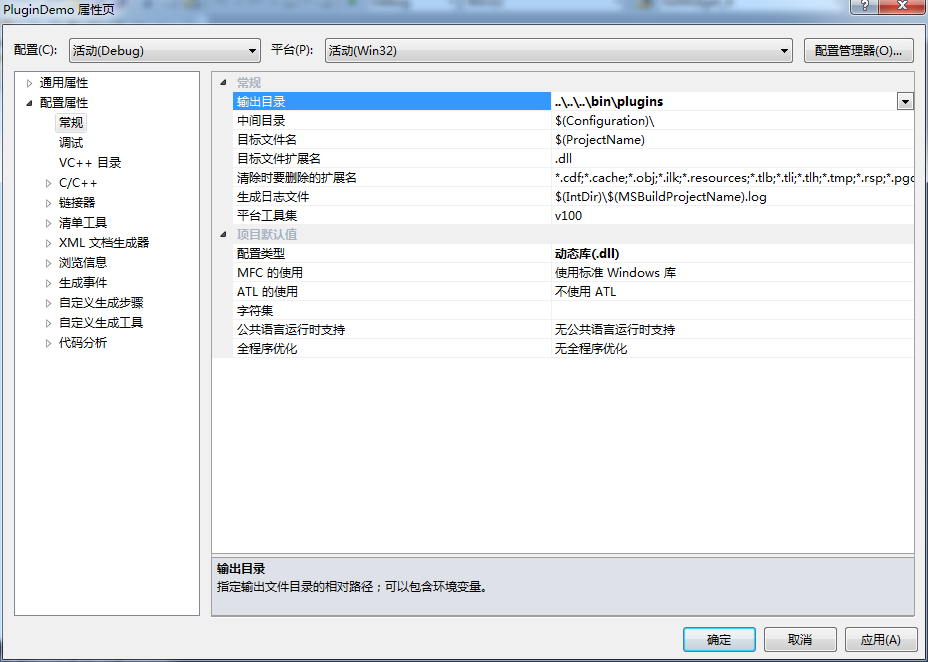 PluginDemo 属性页
配置(C): 活动(Debug) 平台(P): 活动(Win32) 配置管理器(O)...
通用属性
配置属性
常规
调试
VC++ 目录
C/C++
链接器
清单工具
XML 文档生成器
浏览信息
生成事件
自定义生成步骤
自定义生成工具
代码分析
常规
输出目录 ..\..\..\bin\plugins
中间目录 $(Configuration)\
目标文件名 $(ProjectName)
目标文件扩展名 .dll
清除时要删除的扩展名 *.cdf;*.cache;*.obj;*.ilk;*.resources;*.tlb;*.tli;*.tlh;*.tmp;*.rsp;*.pgc
生成日志文件 $(IntDir)\$(MSBuildProjectName).log
平台工具集 v100
项目默认值
配置类型 动态库(.dll)
MFC 的使用 使用标准 Windows 库
ATL 的使用 不使用 ATL
字符集
公共语言运行时支持 无公共语言运行时支持
全程序优化 无全程序优化
输出目录
指定输出文件目录的相对路径；可以包含环境变量。
确定 取消 应用(A)